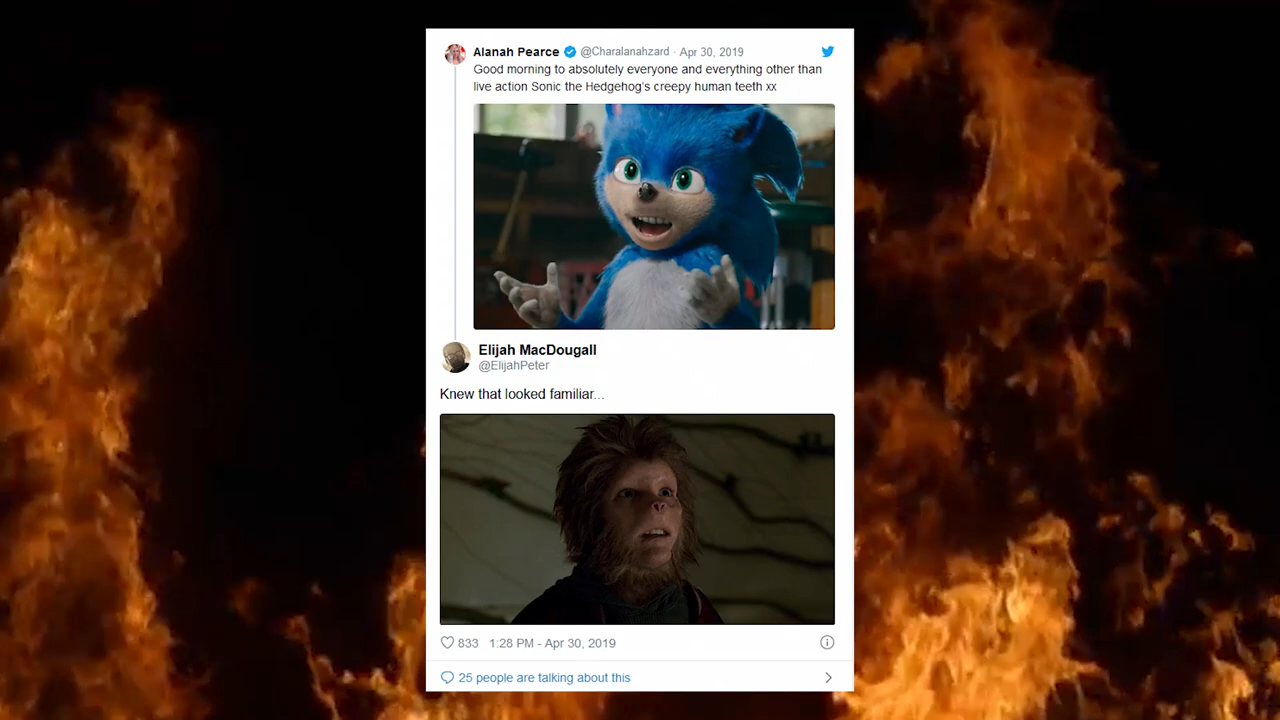 Alanah Pearce @Charalanahzard · Apr 30, 2019
Good morning to absolutely everyone and everything other than
live action Sonic the Hedgehog's creepy human teeth xx
Elijah MacDougall
@ElijahPeter
Knew that looked familiar...
833 1:28 PM - Apr 30, 2019
25 people are talking about this